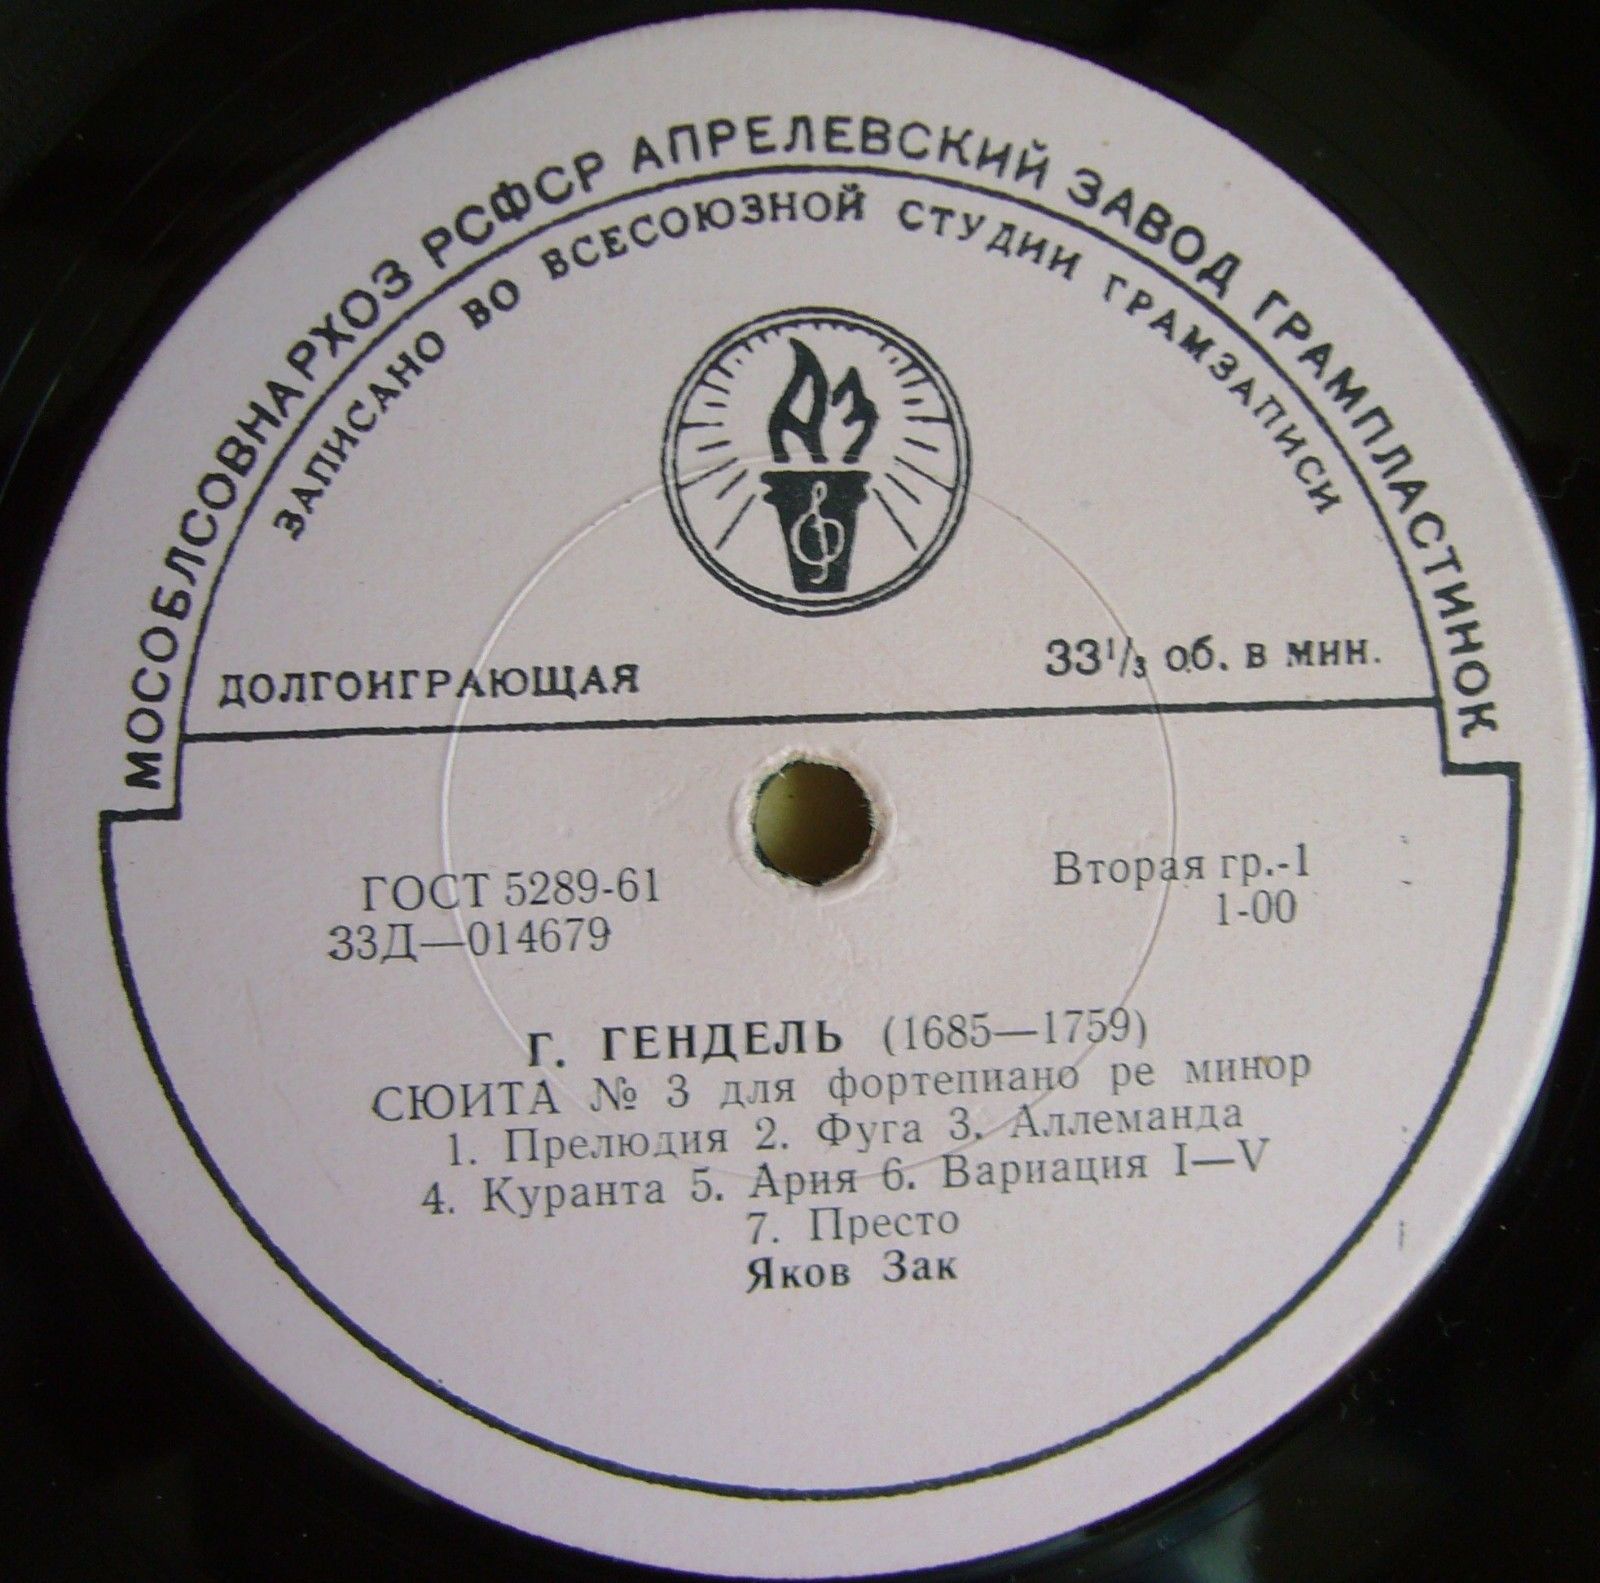 МОСОБЛСОВНАРХОЗ РСФСР АПРЕЛЕВСКИЙ ЗАВОД ГРАМПЛАСТИНОК
ЗАПИСАНО ВО ВСЕСОЮЗНОЙ СТУДИИ ГРАМЗАПИСИ
АЗ
ДОЛГОИГРАЮЩАЯ
33⅓ об. в мин.
ГОСТ 5289-61
33Д—014679
Вторая гр.-1
1-00
Г. ГЕНДЕЛЬ (1685—1759)
СЮИТА № 3 для фортепиано ре минор
1. Прелюдия 2. Фуга 3. Аллеманда
4. Куранта 5. Ария 6. Вариация I—V
7. Престо
Яков Зак